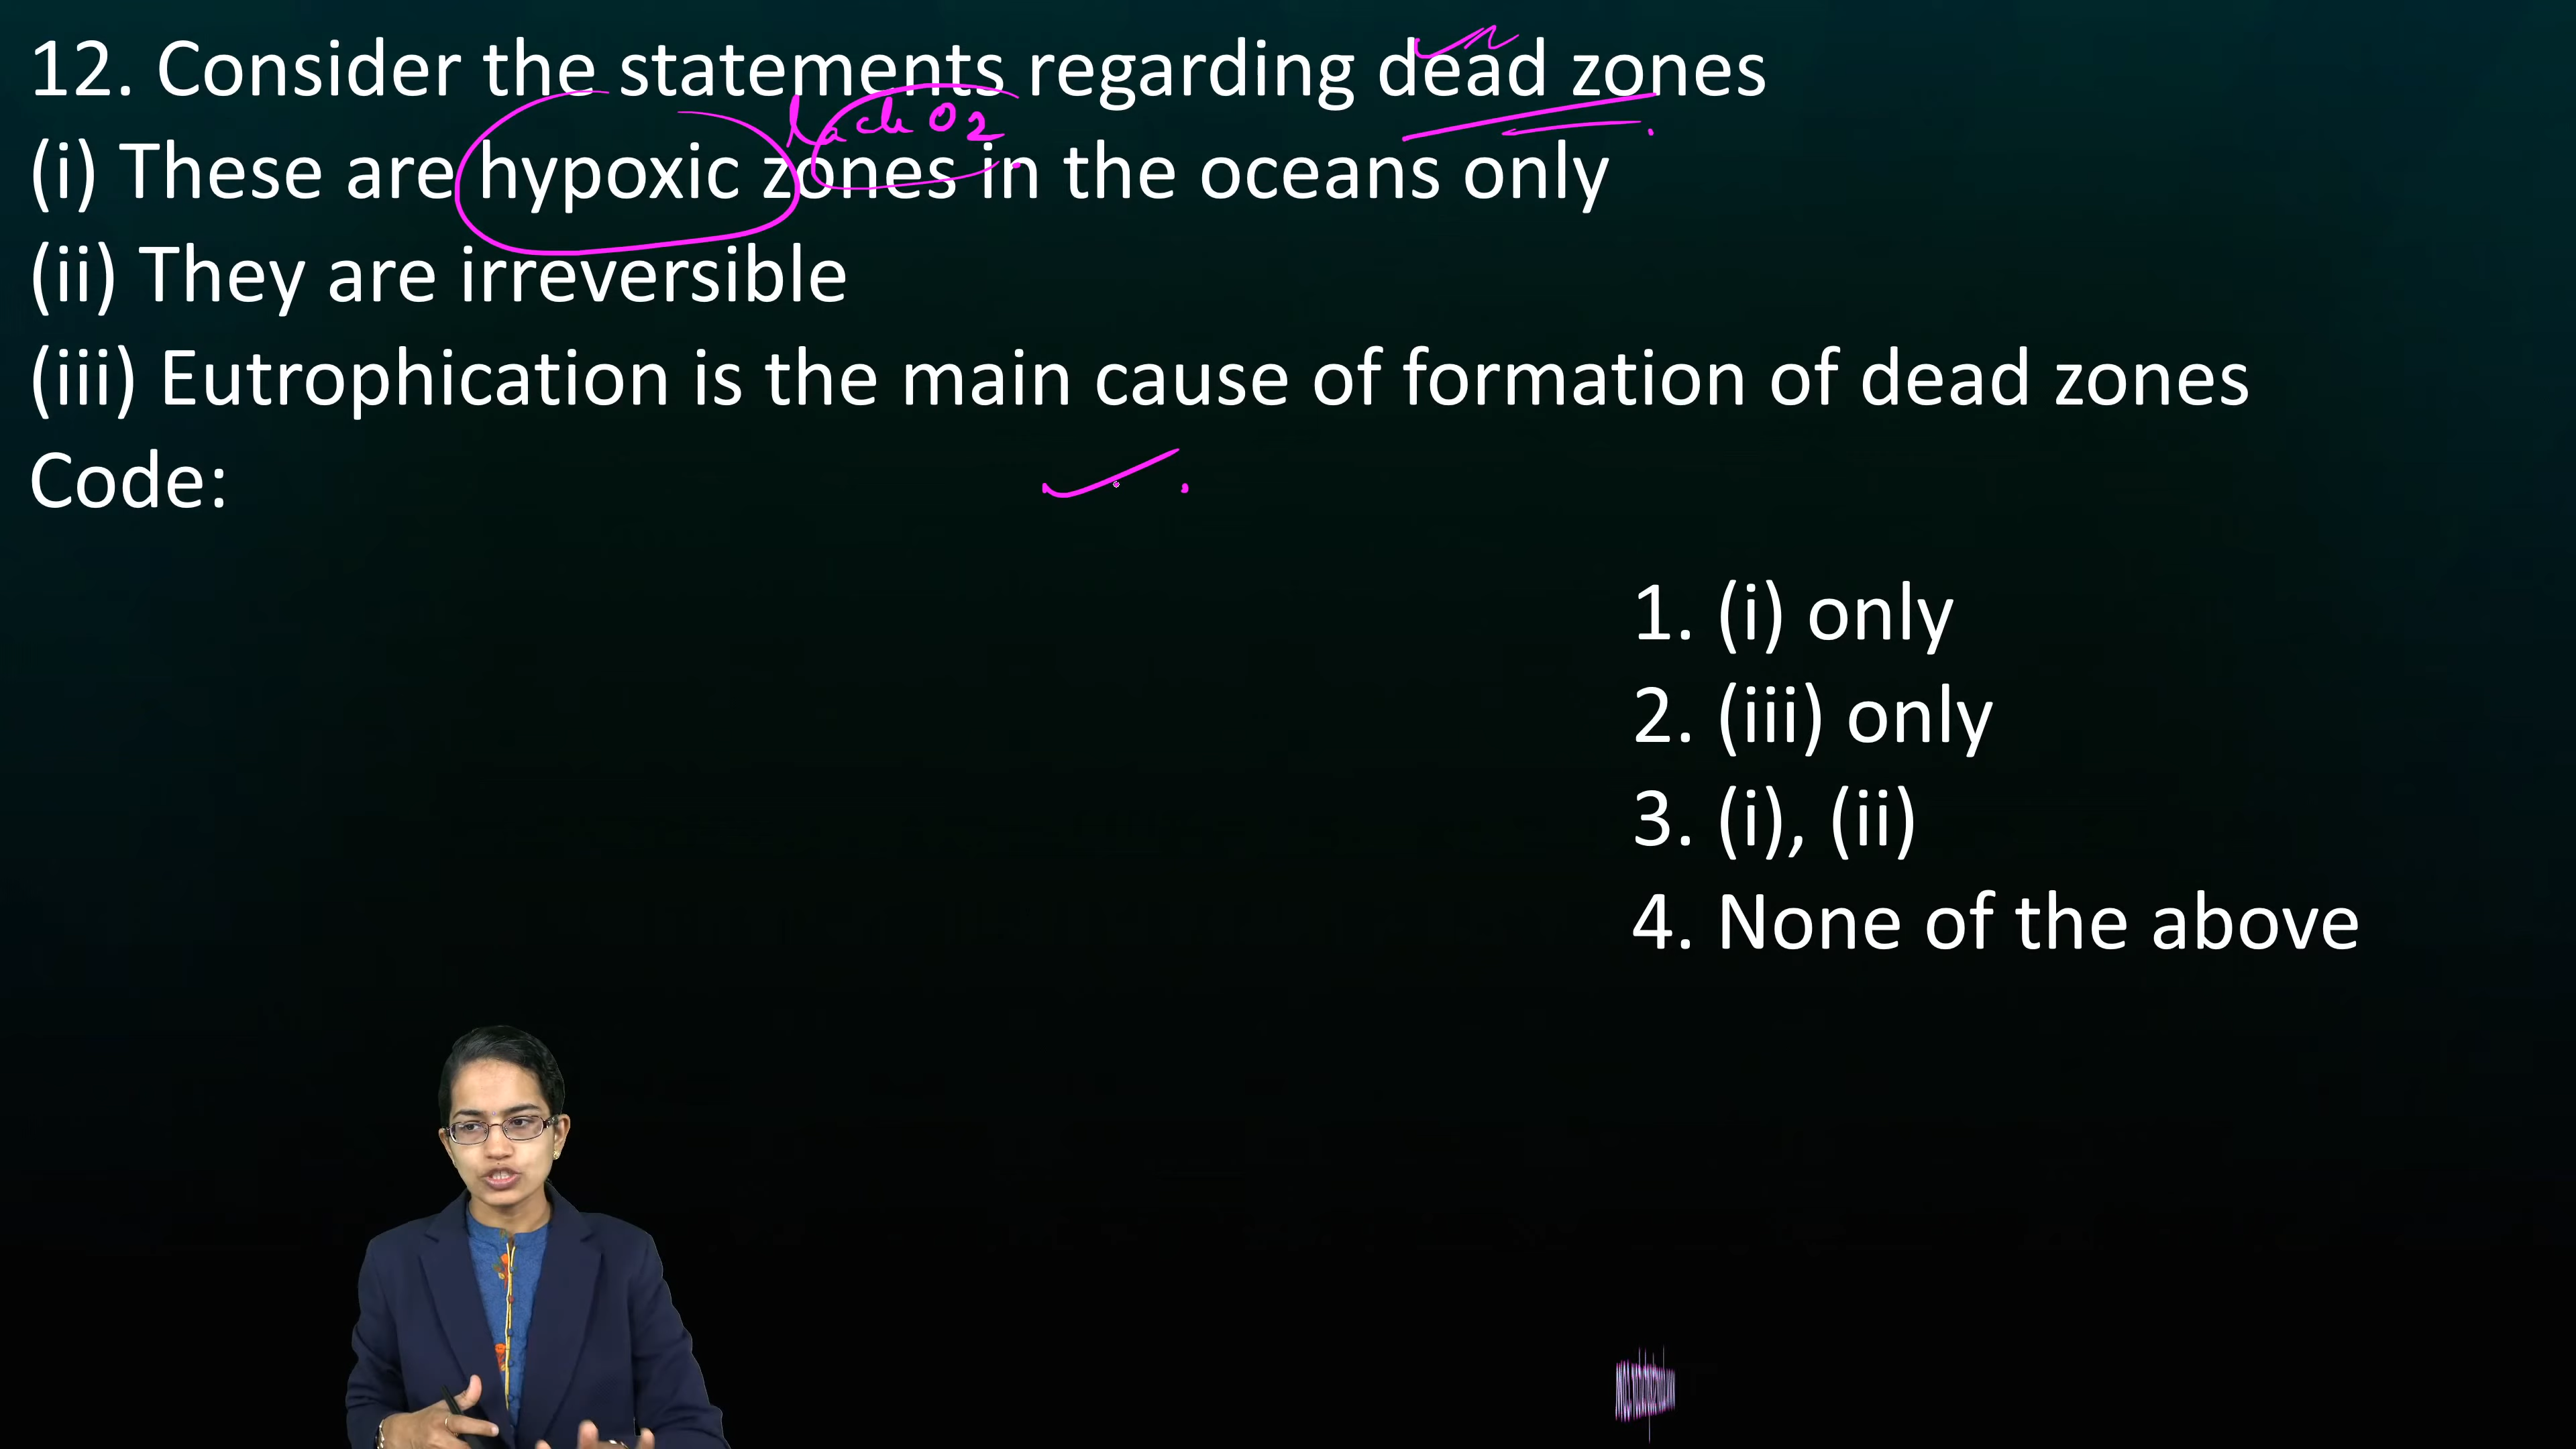 12. Consider the statements regarding dead zones
lack O2
(i) These are hypoxic zones in the oceans only
(ii) They are irreversible
(iii) Eutrophication is the main cause of formation of dead zones
Code:
1. (i) only
2. (iii) only
3. (i), (ii)
4. None of the above